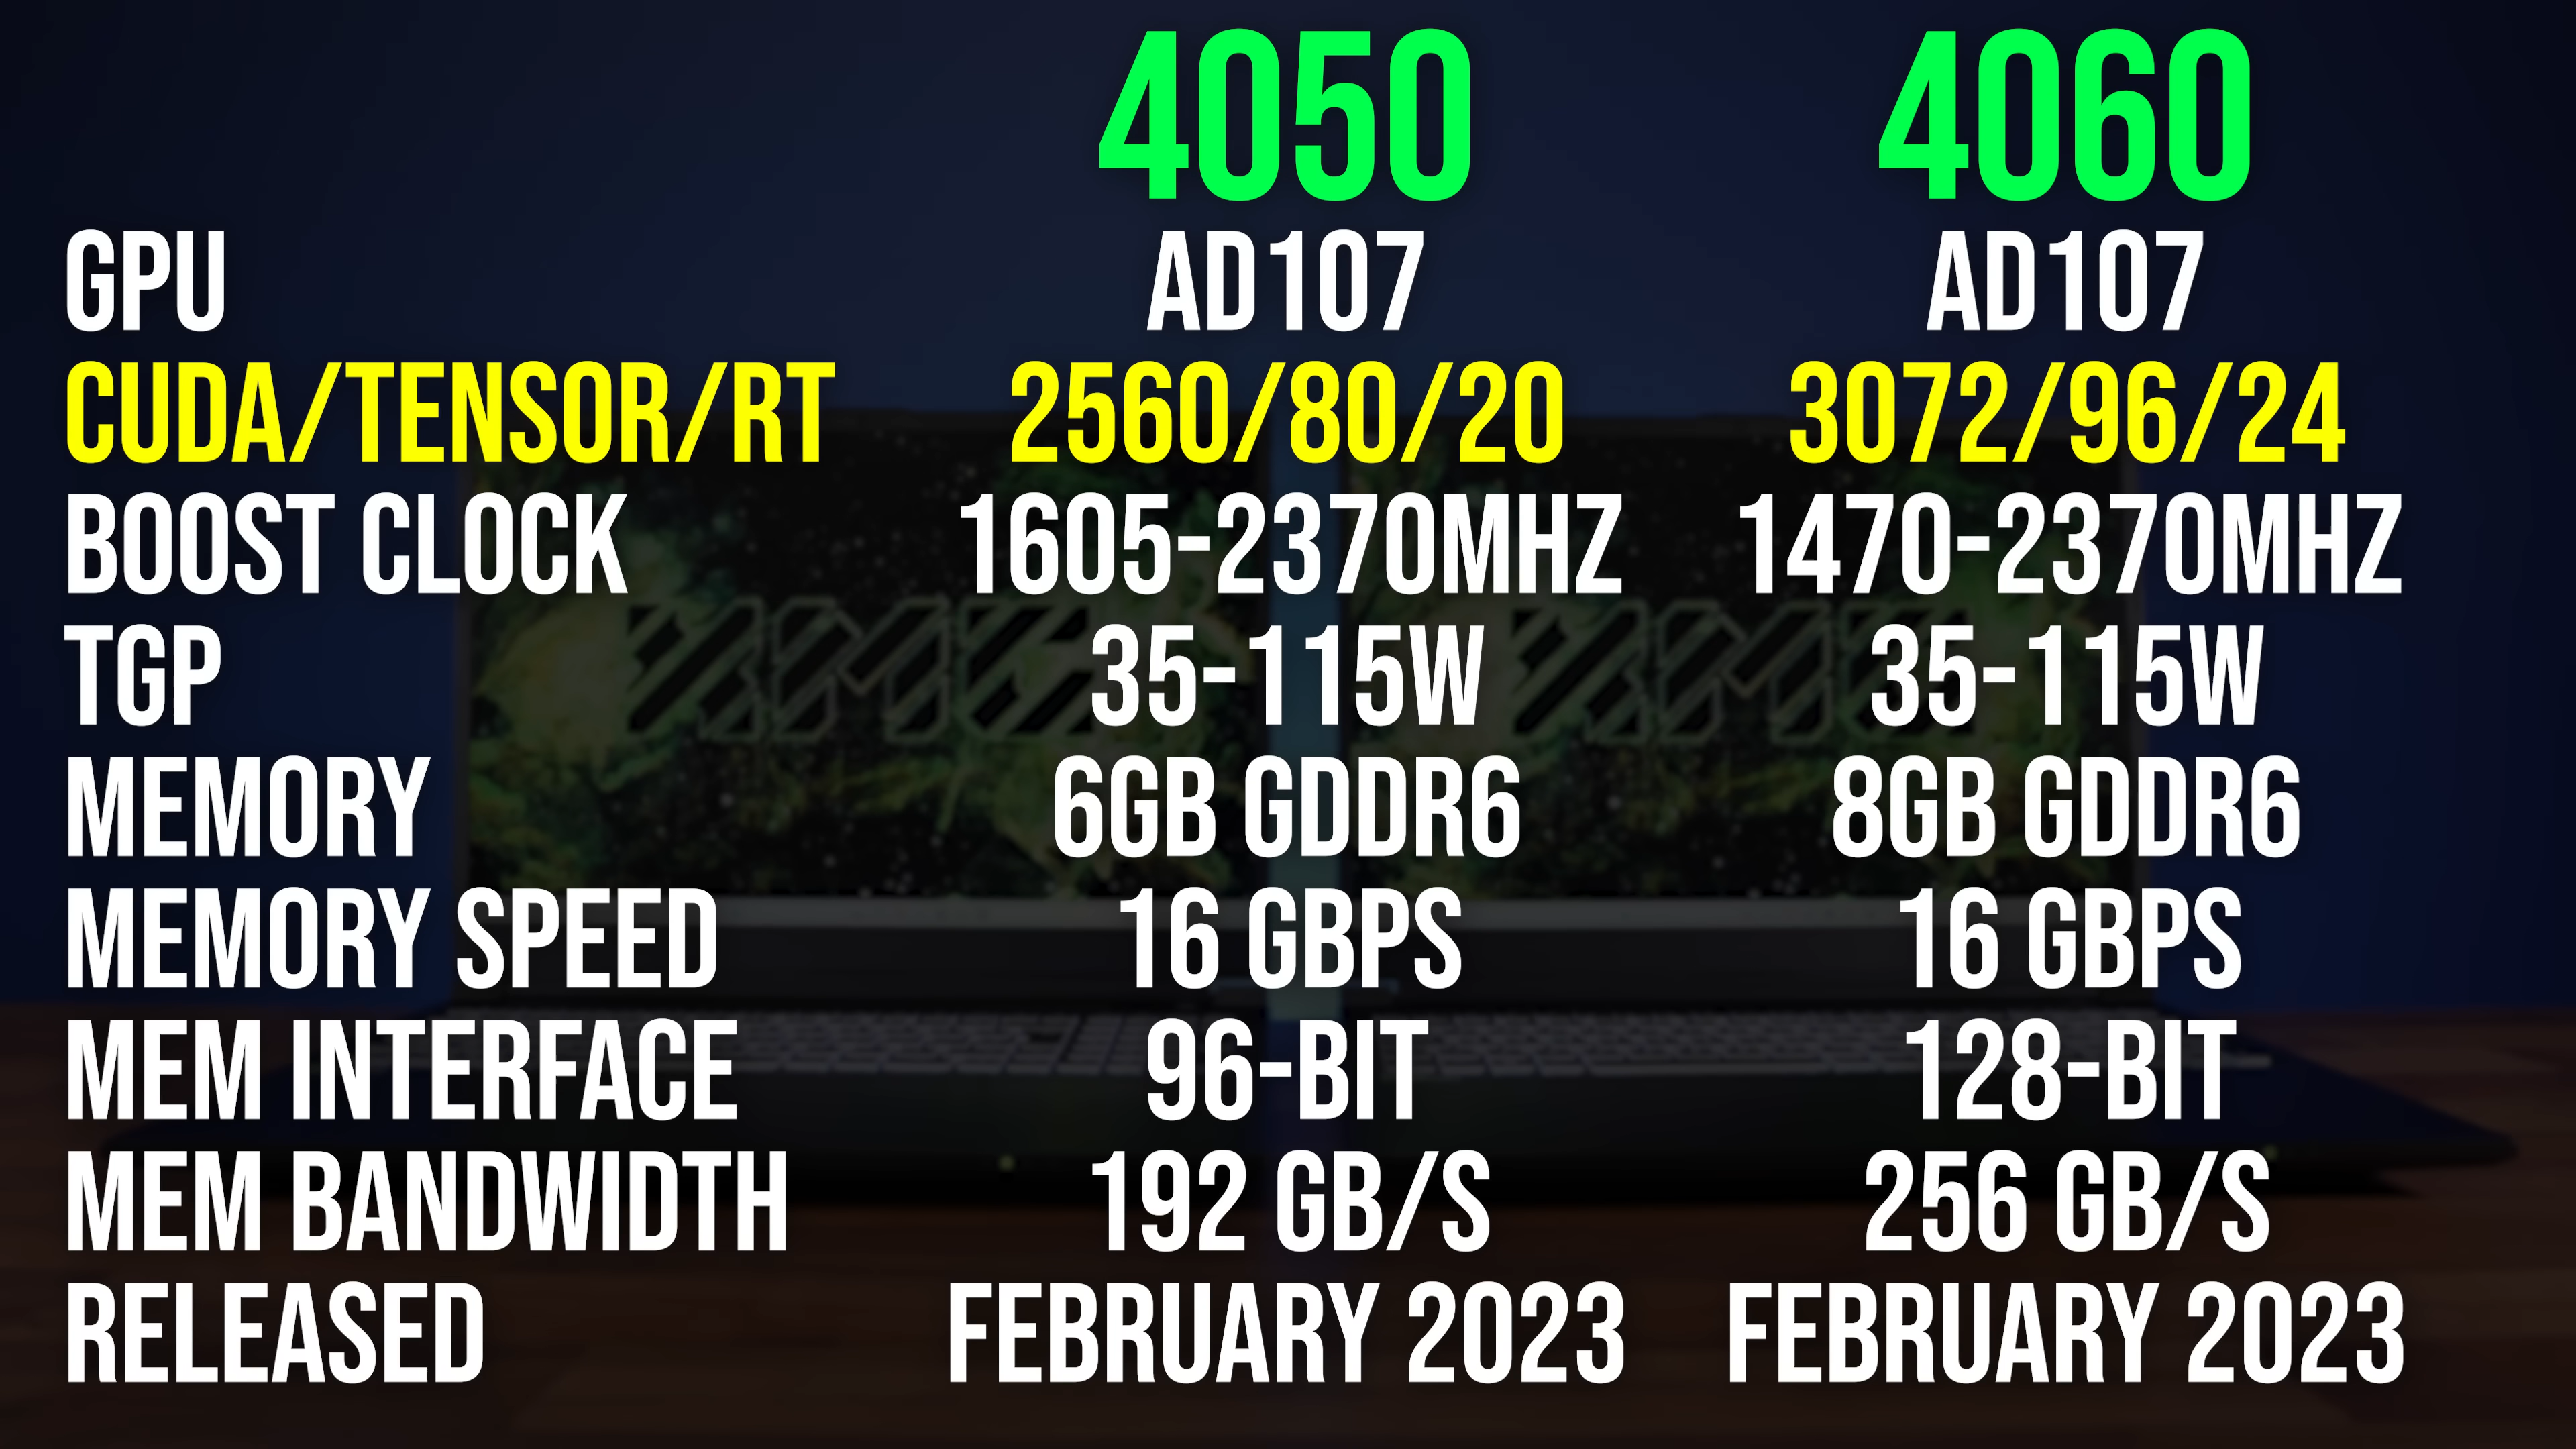 4050 4060
GPU AD107 AD107
CUDA/TENSOR/RT 2560/80/20 3072/96/24
BOOST CLOCK 1605-2370MHZ 1470-2370MHZ
TGP 35-115W 35-115W
MEMORY 6GB GDDR6 8GB GDDR6
MEMORY SPEED 16 GBPS 16 GBPS
MEM INTERFACE 96-BIT 128-BIT
MEM BANDWIDTH 192 GB/S 256 GB/S
RELEASED FEBRUARY 2023 FEBRUARY 2023